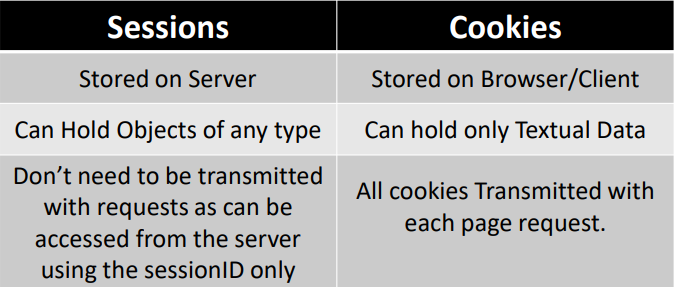 Sessions
Cookies
Stored on Server
Stored on Browser/Client
Can Hold Objects of any type
Can hold only Textual Data
Don't need to be transmitted
with requests as can be
accessed from the server
using the sessionID only
All cookies Transmitted with
each page request.